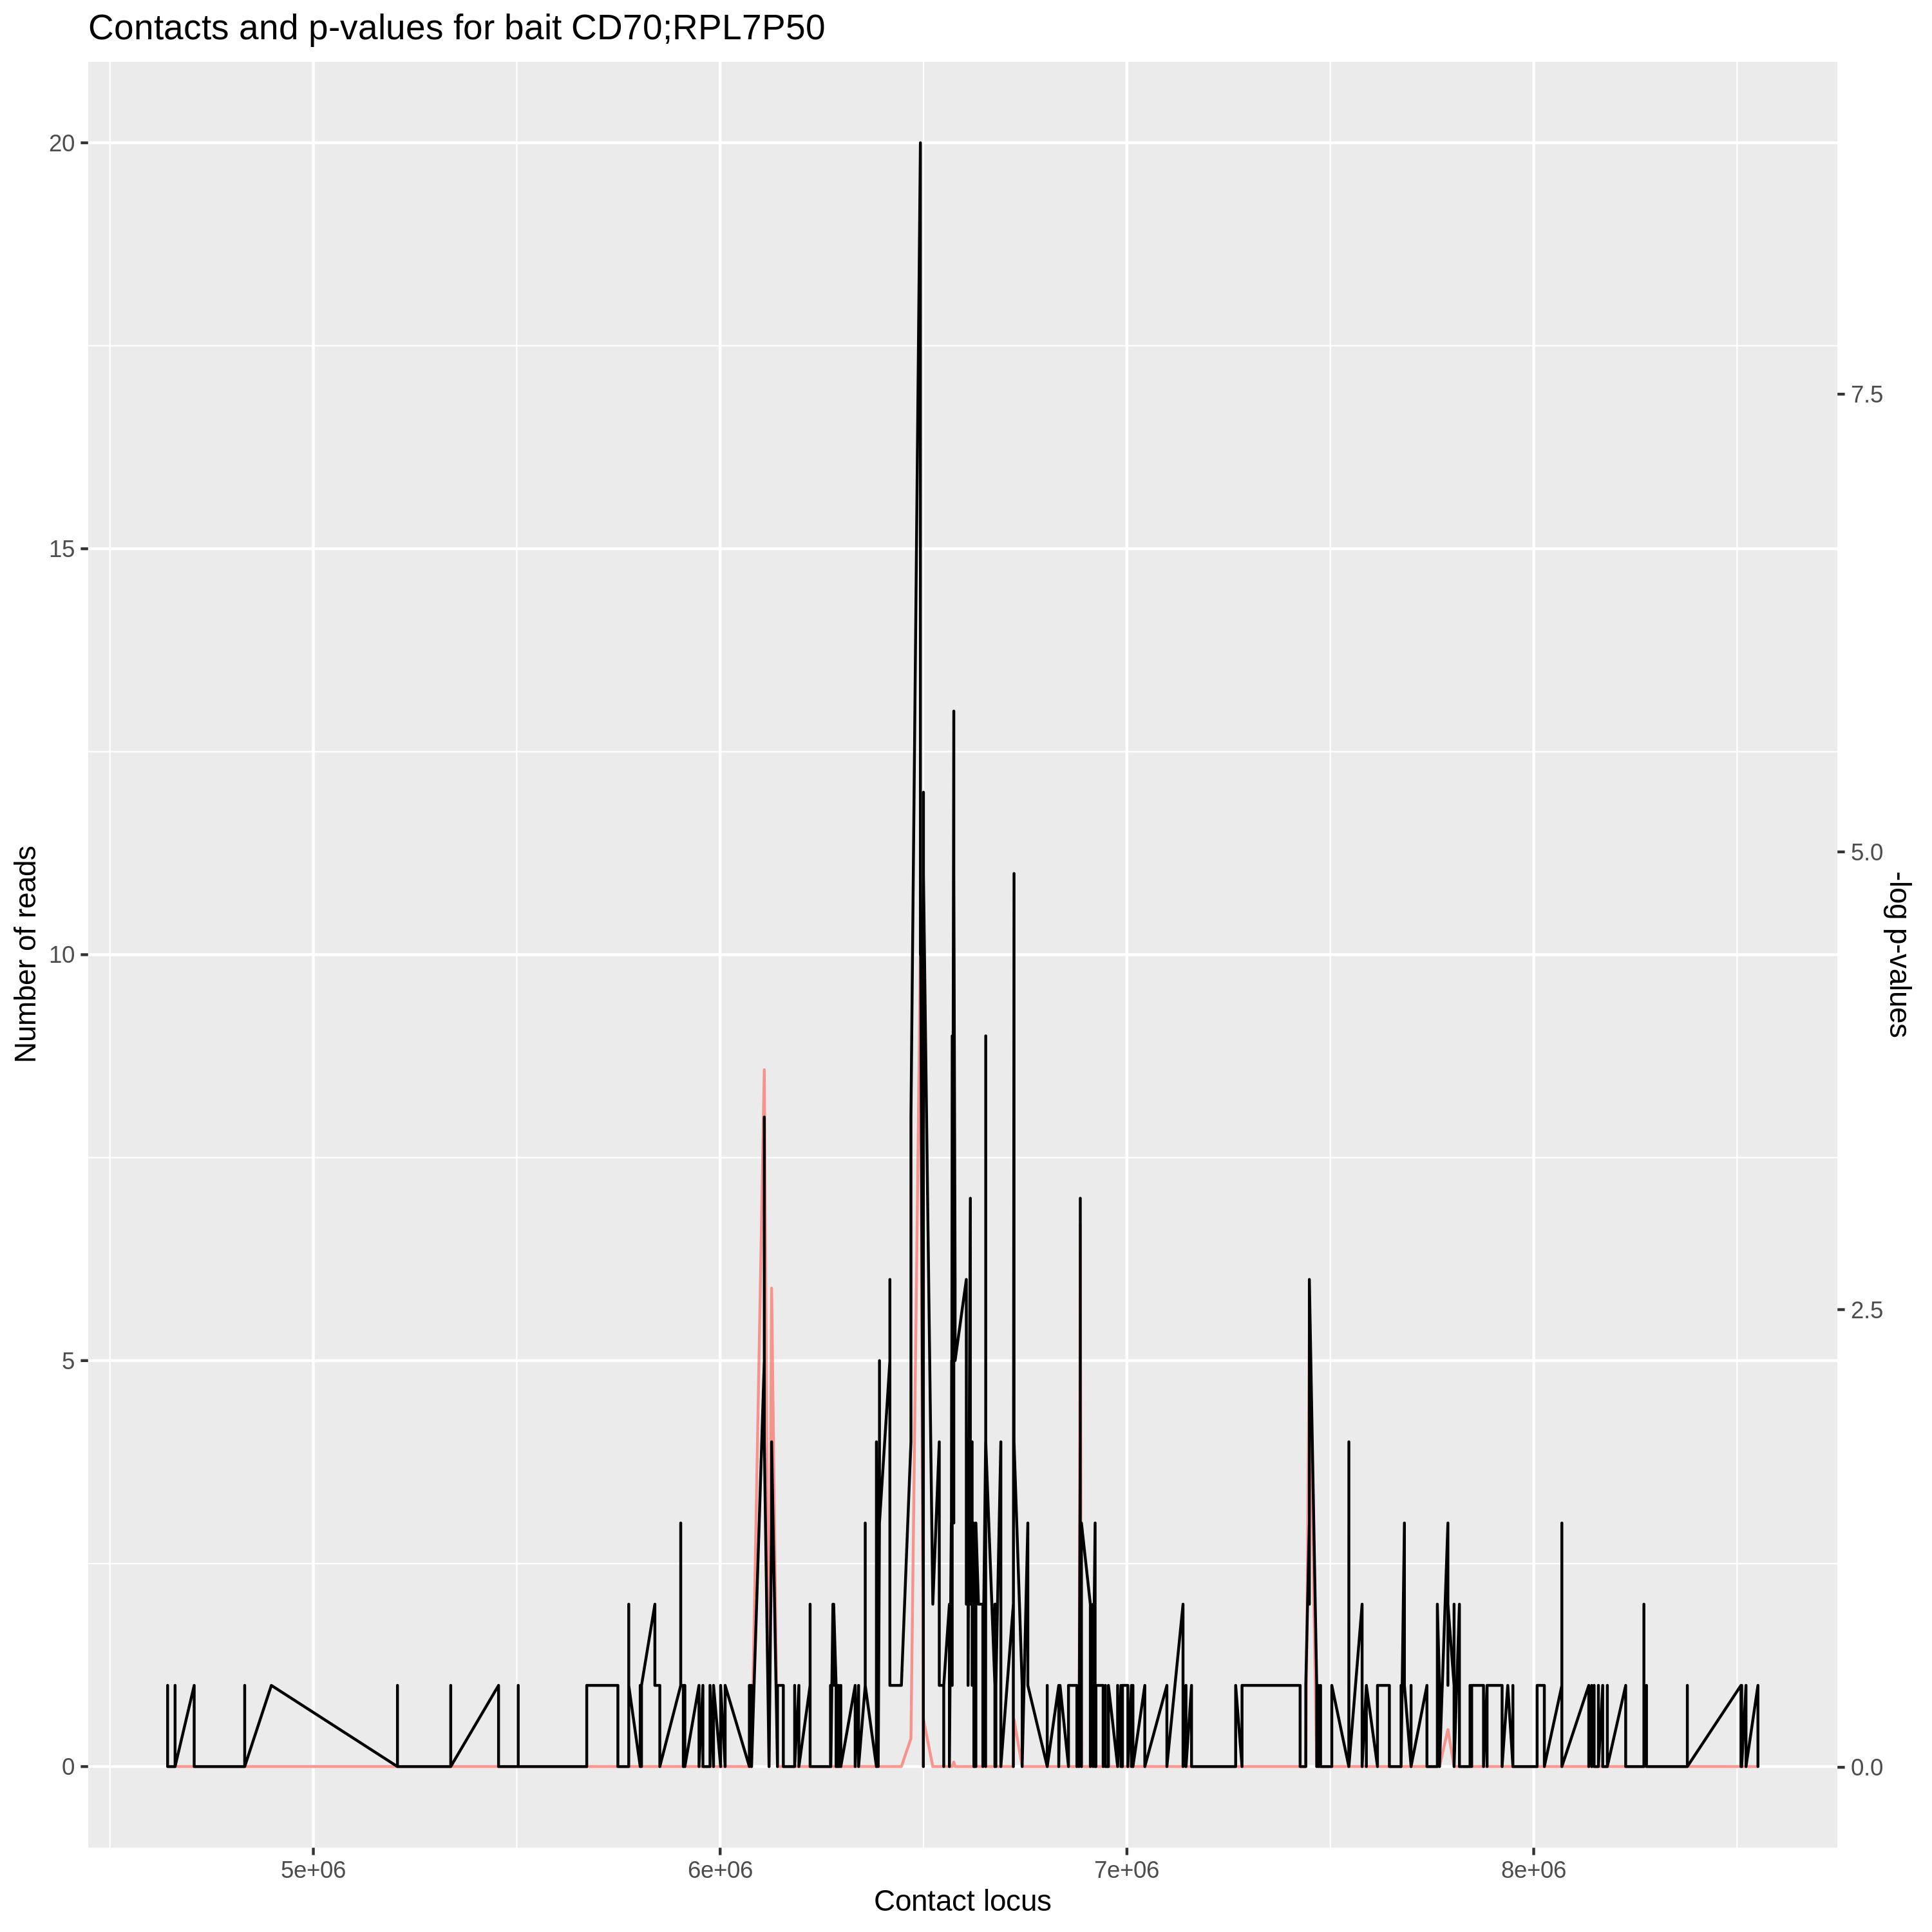 Contacts and p-values for bait CD70;RPL7P50
20
15
10
5
0
Number of reads
7.5
5.0
2.5
0.0
-log p-values
5e+06
6e+06
7e+06
8e+06
Contact locus